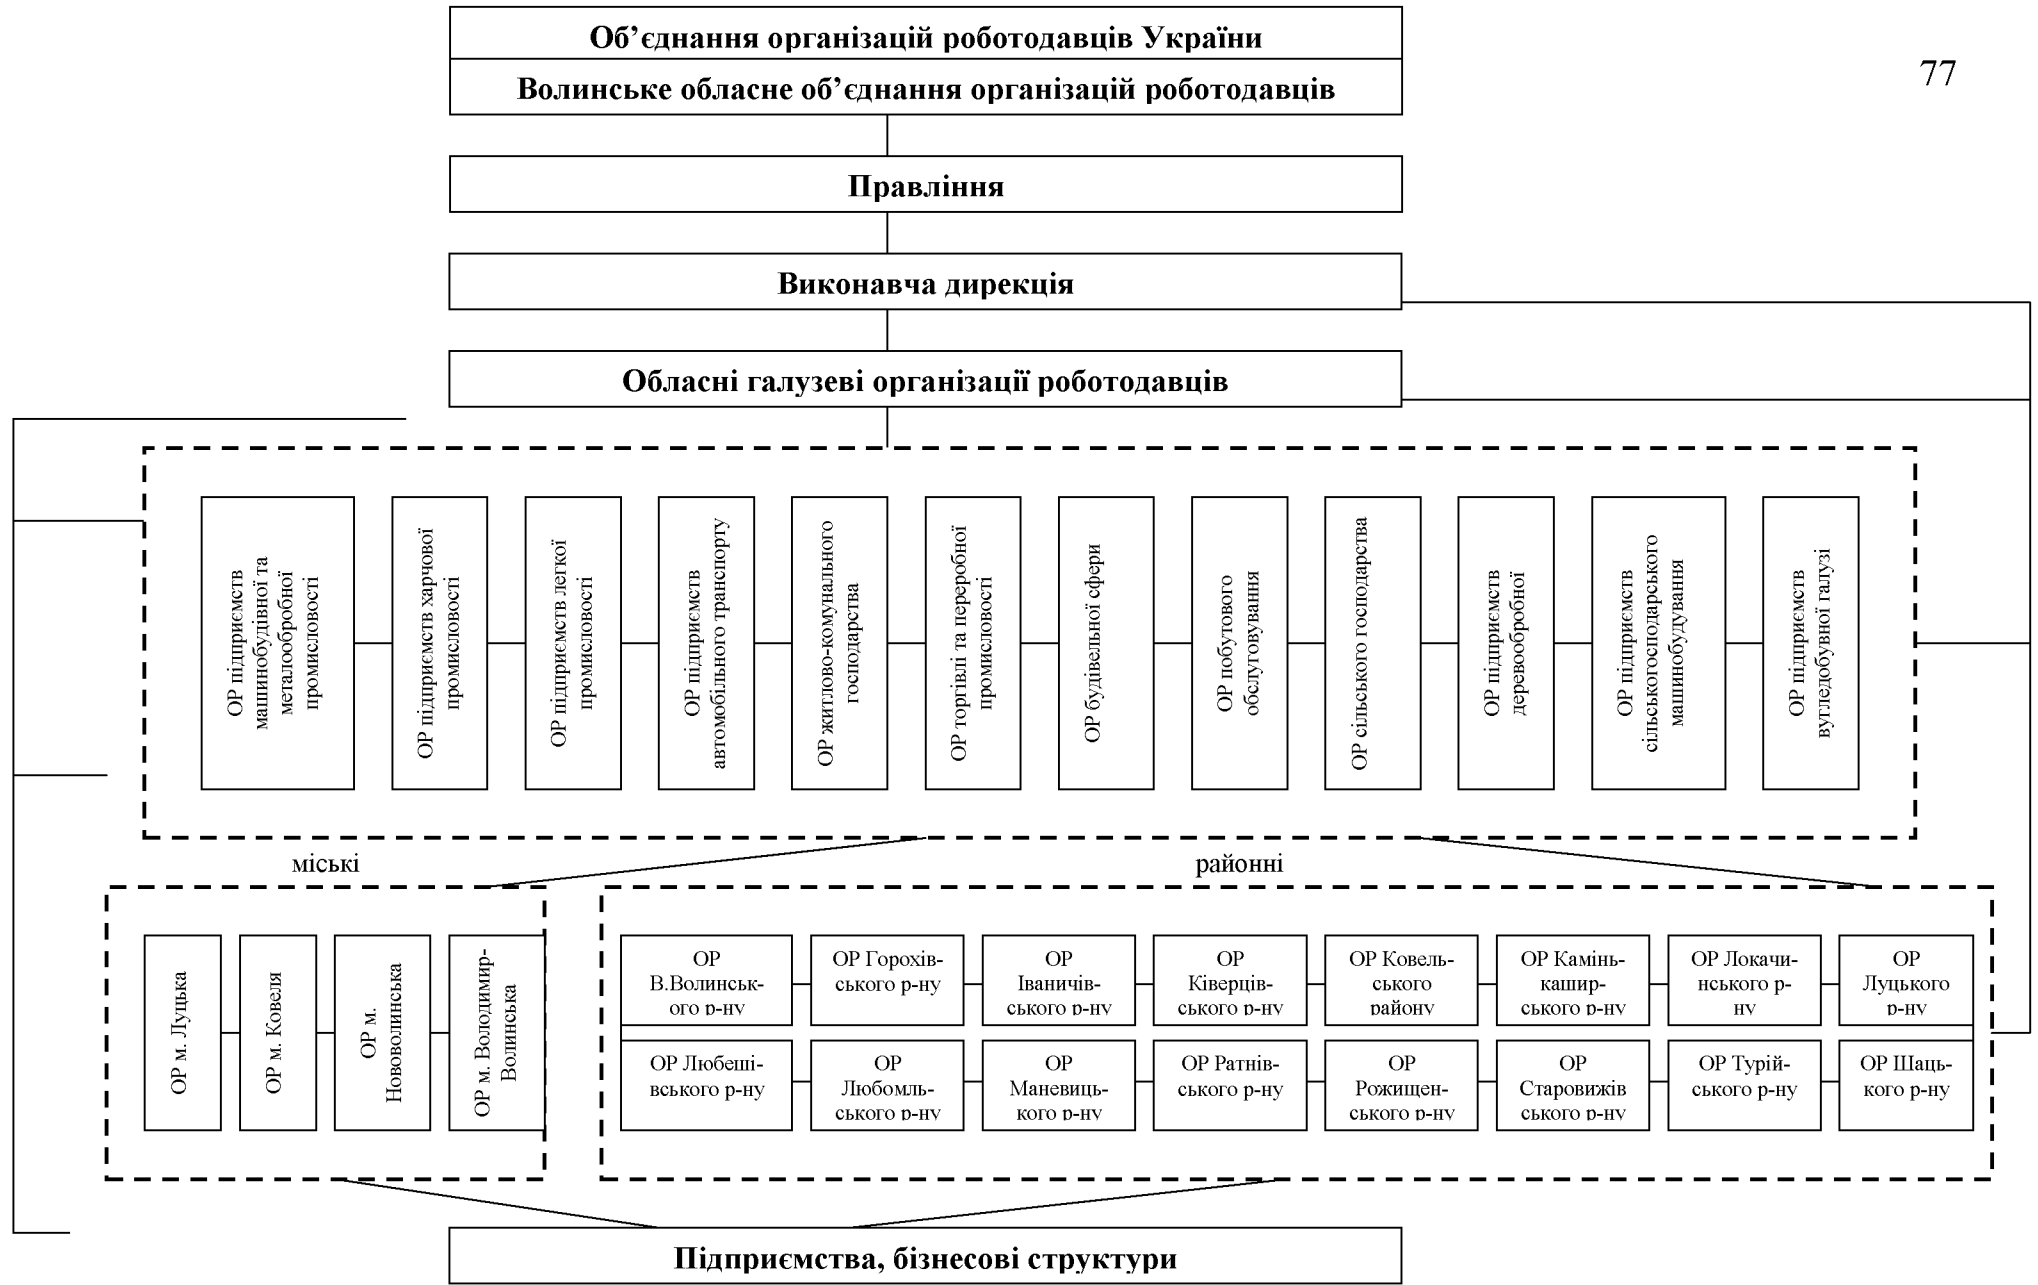 Об’єднання організацій роботодавців України
77
Волинське обласне об’єднання організацій роботодавців
Правління
Виконавча дирекція
Обласні галузеві організації роботодавців
ОР підприємств
машинобудівної та
металообробної
промисловості
ОР підприємств харчової
промисловості
ОР підприємств легкої
промисловості
ОР підприємств
автомобільного транспорту
ОР житлово-комунального
господарства
ОР торгівлі та переробної
промисловості
ОР будівельної сфери
ОР побутового
обслуговування
ОР сільського господарства
ОР підприємств
деревообробної
ОР підприємств
сільськогосподарського
машинобудування
ОР підприємств
вугледобувної галузі
міські
районні
ОР м. Луцька
ОР м. Ковеля
ОР м.
Нововолинська
ОР м. Володимир-
Волинська
ОР
В.Волинсь-
ого р-ну
ОР Горохів-
ського р-ну
ОР
Іваничів-
ського р-ну
ОР
Ківерців-
ського р-ну
ОР Ковель-
ського
району
ОР Камінь-
кашир-
ського р-ну
ОР Локачи-
нського р-
ну
ОР
Луцького
р-ну
ОР Любеші-
вського р-ну
ОР
Любомль-
ського р-ну
ОР
Маневиць-
кого р-ну
ОР Ратнів-
ського р-ну
ОР
Рожищен-
ського р-ну
ОР
Старовижів
ського р-ну
ОР Турій-
ського р-ну
ОР Шаць-
кого р-ну
Підприємства, бізнесові структури